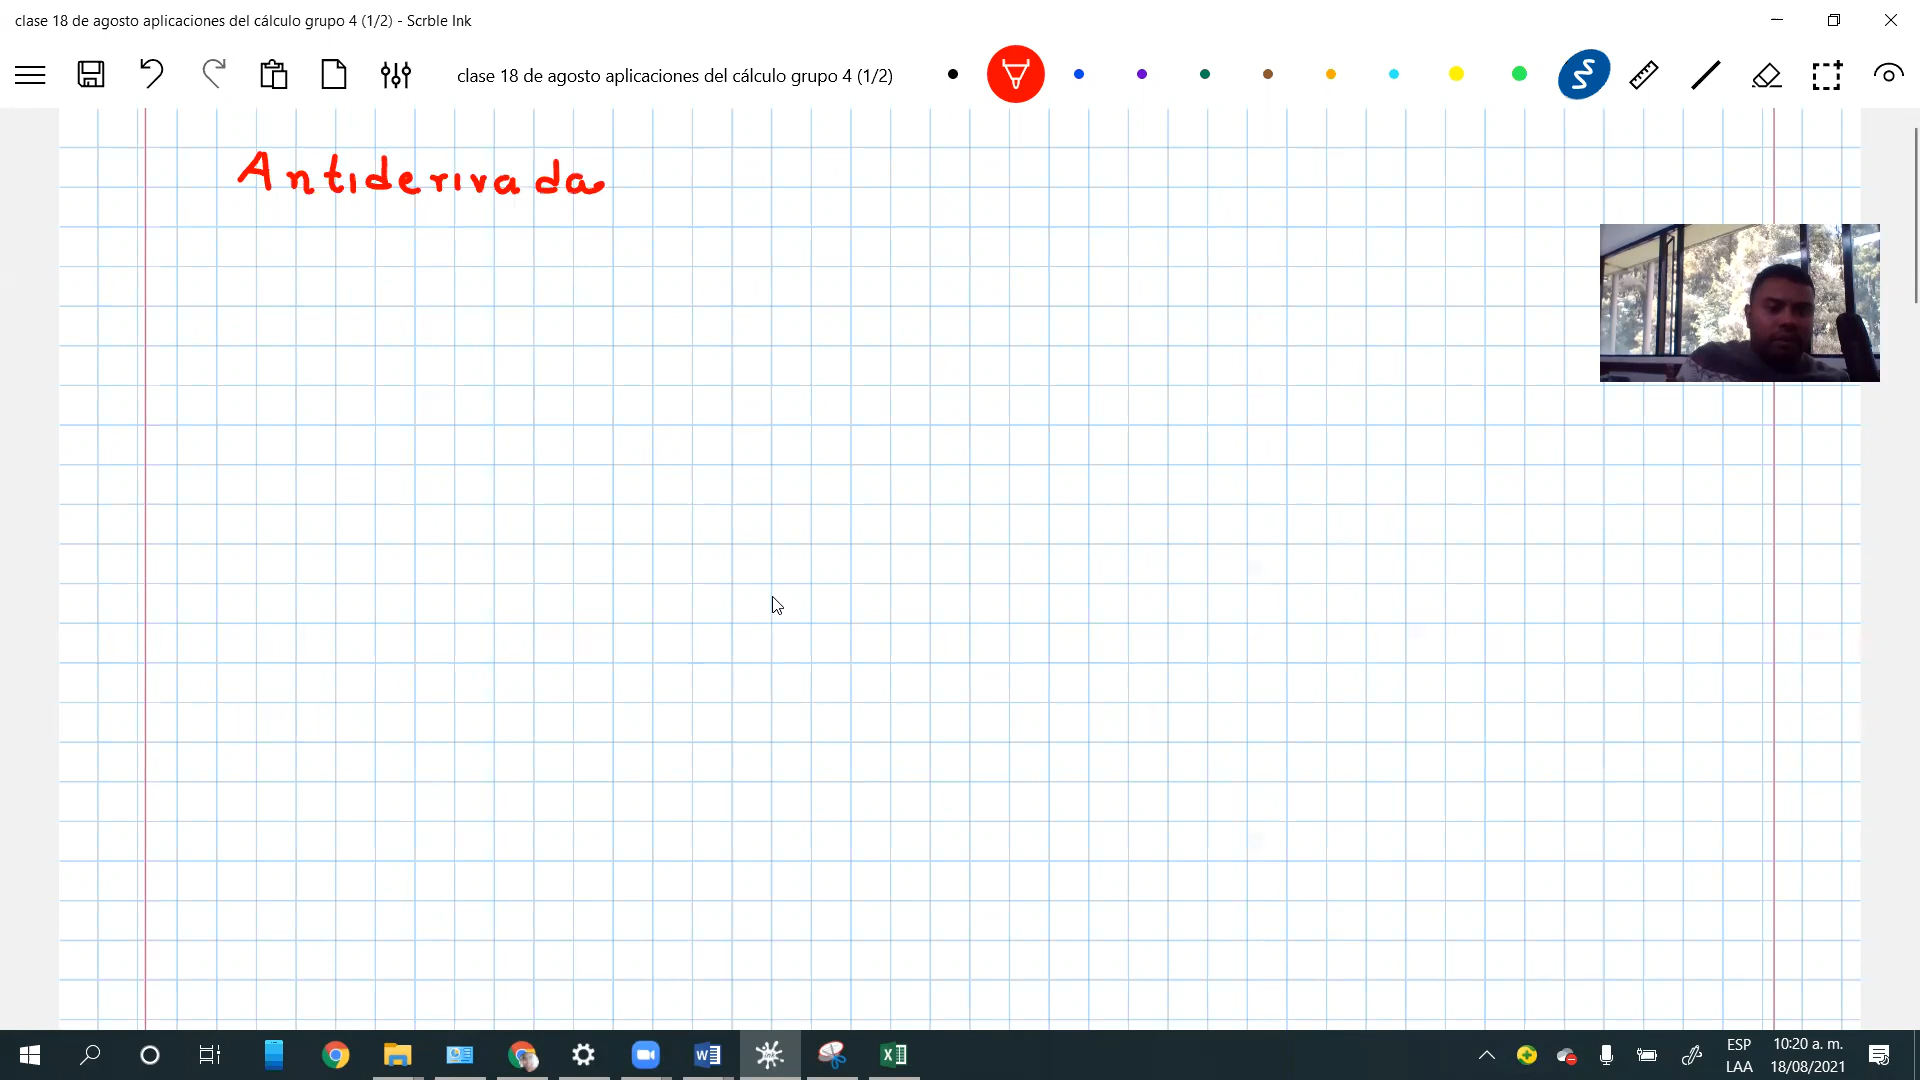 clase 18 de agosto aplicaciones del cálculo grupo 4 (1/2) - Scrble Ink
clase 18 de agosto aplicaciones del cálculo grupo 4 (1/2)
Antiderivada
ESP
LAA
10:20 a. m.
18/08/2021